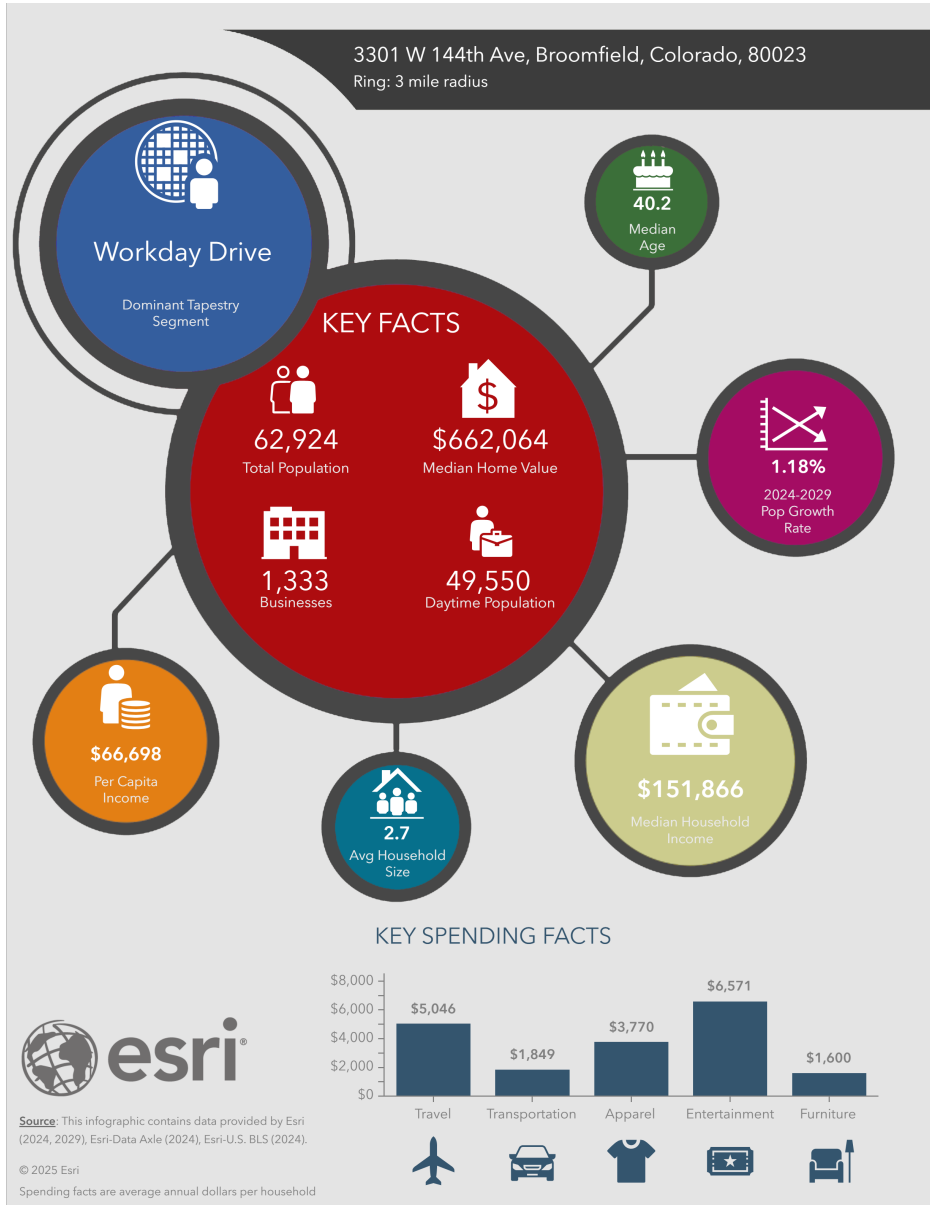 3301 W 144th Ave, Broomfield, Colorado, 80023
Ring: 3 mile radius
Workday Drive
Dominant Tapestry
Segment
40.2
Median
Age
KEY FACTS
62,924
Total Population
$662,064
Median Home Value
1,333
Businesses
49,550
Daytime Population
1.18%
2024-2029
Pop Growth
Rate
$66,698
Per Capita
Income
2.7
Avg Household
Size
$151,866
Median Household
Income
KEY SPENDING FACTS
$8,000
$6,000
$4,000
$2,000
$0
$5,046
$1,849
$3,770
$6,571
$1,600
Travel
Transportation
Apparel
Entertainment
Furniture
esri®
Source: This infographic contains data provided by Esri
(2024, 2029), Esri-Data Axle (2024), Esri-U.S. BLS (2024).
© 2025 Esri
Spending facts are average annual dollars per household